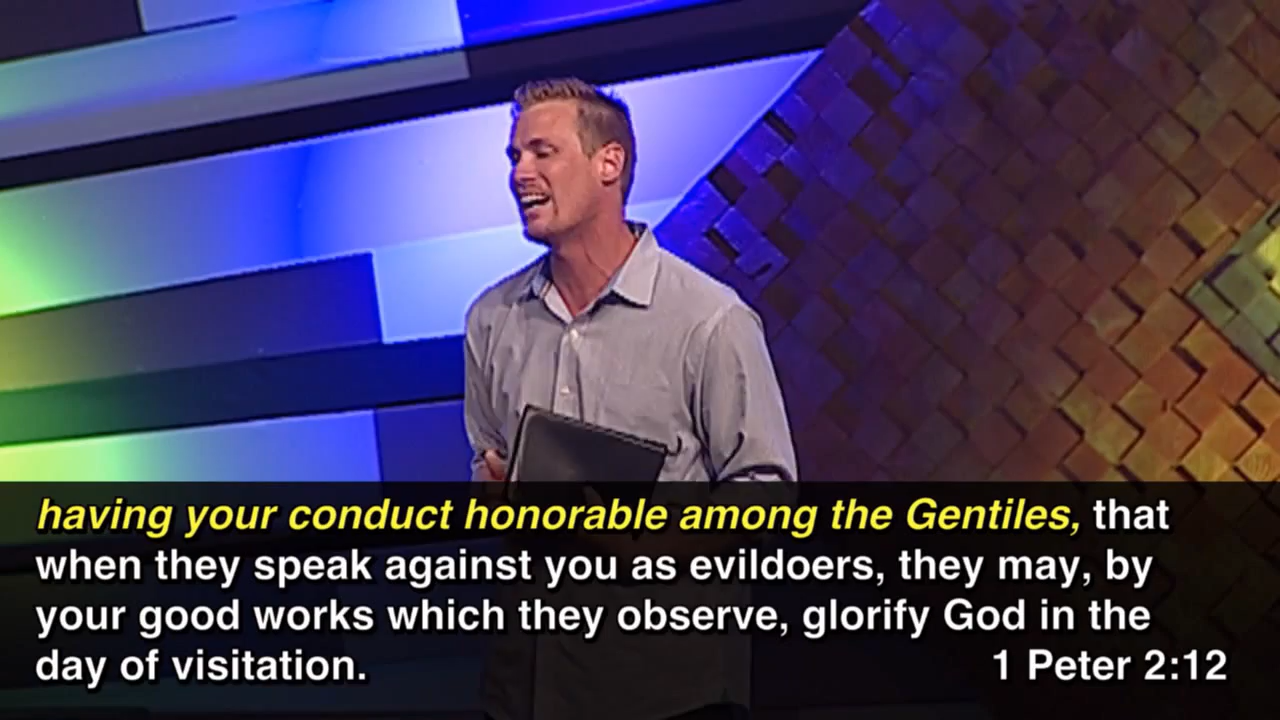 having your conduct honorable among the Gentiles, that
when they speak against you as evildoers, they may, by
your good works which they observe, glorify God in the
day of visitation.
1 Peter 2:12